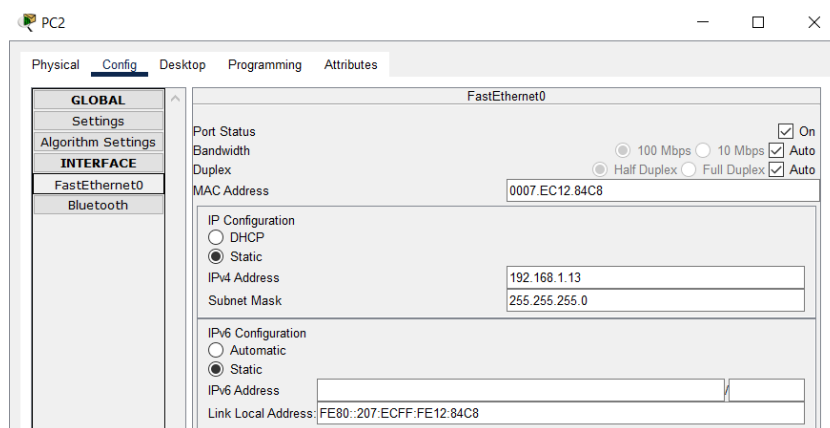 PC2
Physical Config Desktop Programming Attributes
GLOBAL
Settings
Algorithm Settings
INTERFACE
FastEthernet0
Bluetooth
FastEthernet0
Port Status On
Bandwidth 100 Mbps 10 Mbps Auto
Duplex Half Duplex Full Duplex Auto
MAC Address 0007.EC12.84C8
IP Configuration
DHCP
Static
IPv4 Address 192.168.1.13
Subnet Mask 255.255.255.0
IPv6 Configuration
Automatic
Static
IPv6 Address /
Link Local Address: FE80::207:ECFF:FE12:84C8